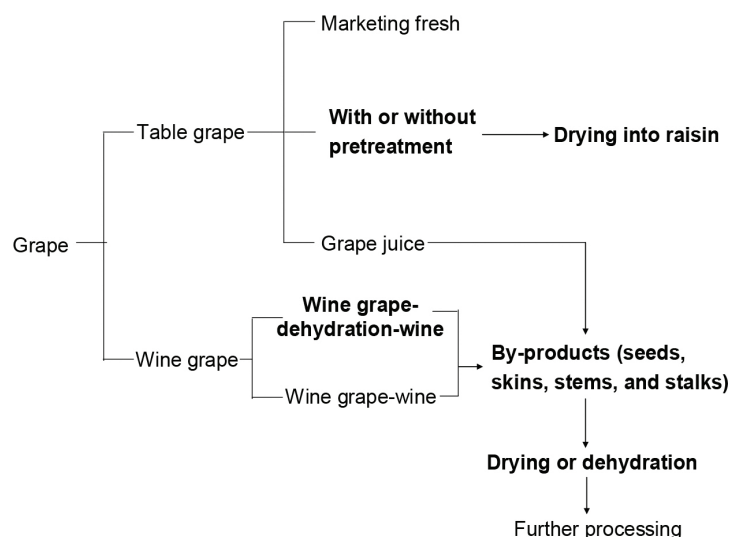 Marketing fresh
With or without
pretreatment
Drying into raisin
Table grape
Grape
Grape juice
Wine grape-
dehydration-wine
Wine grape
Wine grape-wine
By-products (seeds,
skins, stems, and stalks)
Drying or dehydration
Further processing